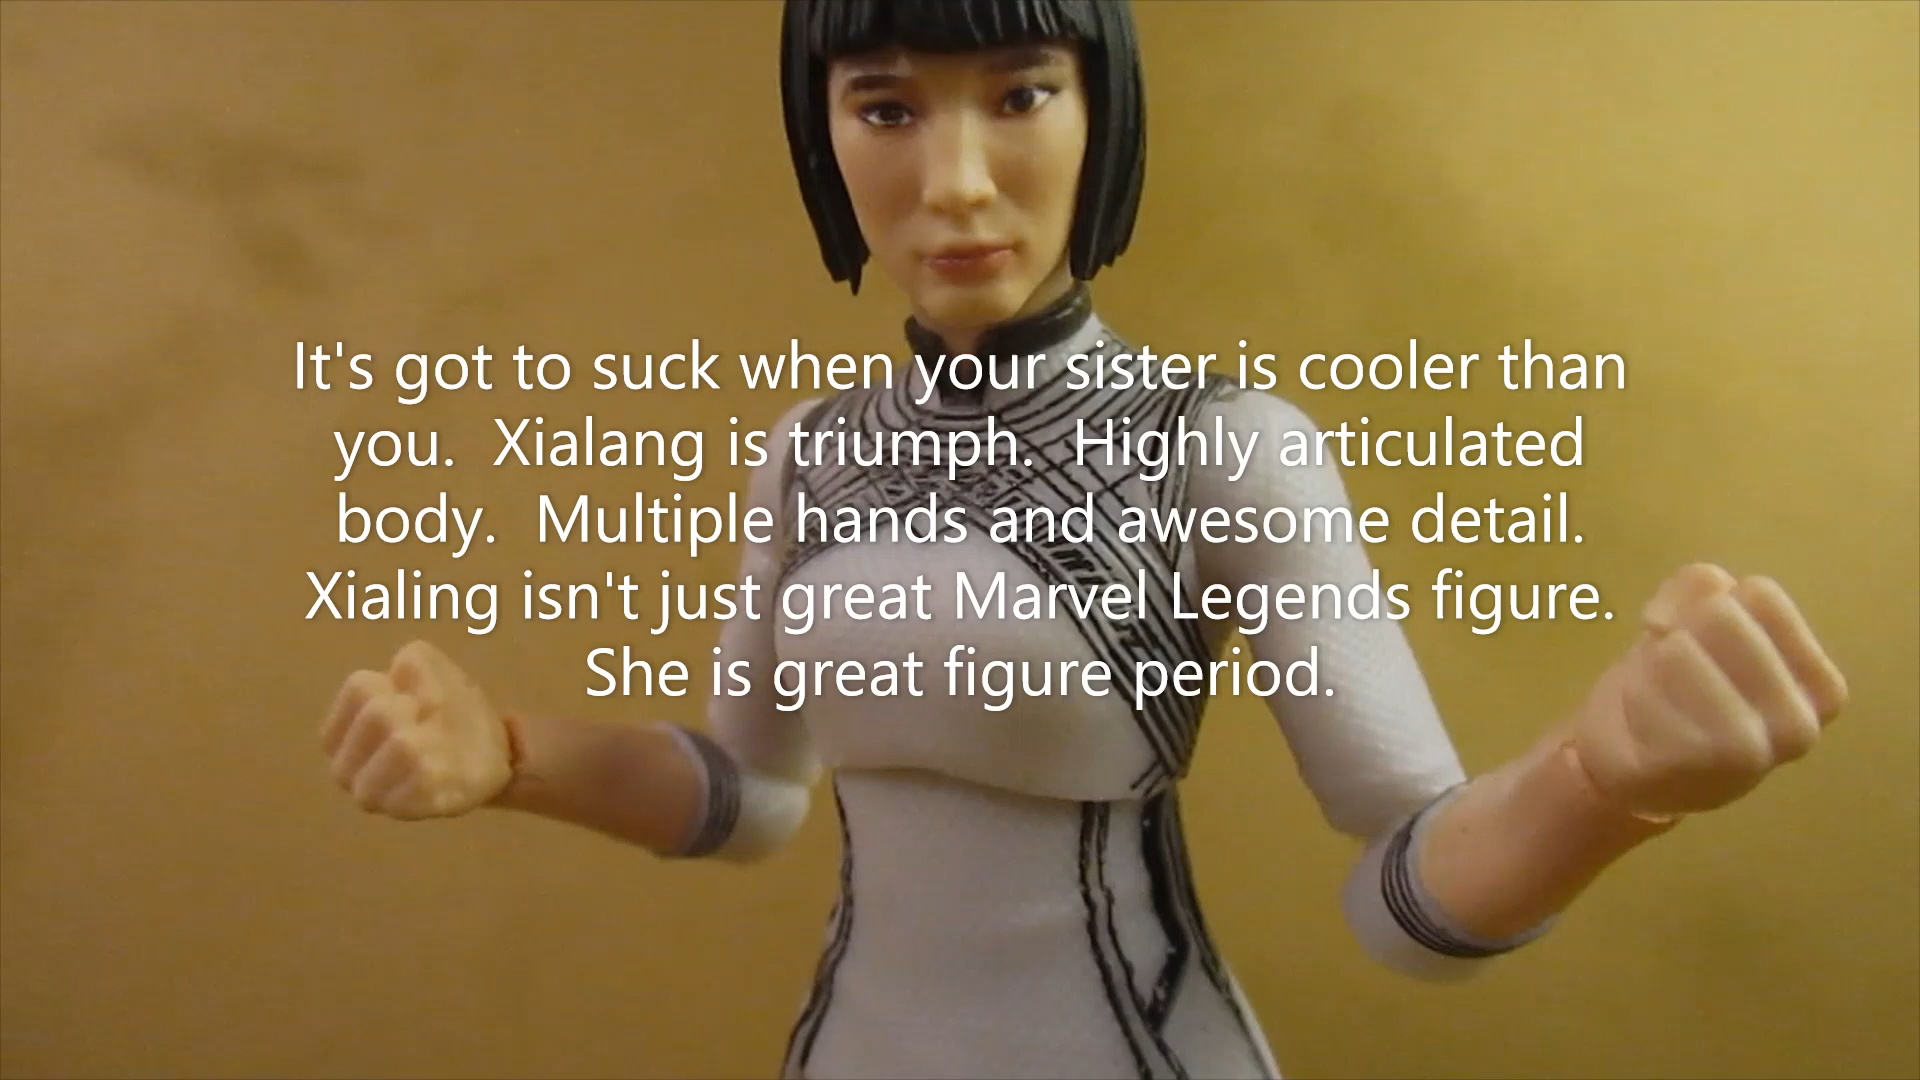 It's got to suck when your sister is cooler than
you.  Xialang is triumph.  Highly articulated
body.  Multiple hands and awesome detail.
Xialing isn't just great Marvel Legends figure.
She is great figure period.